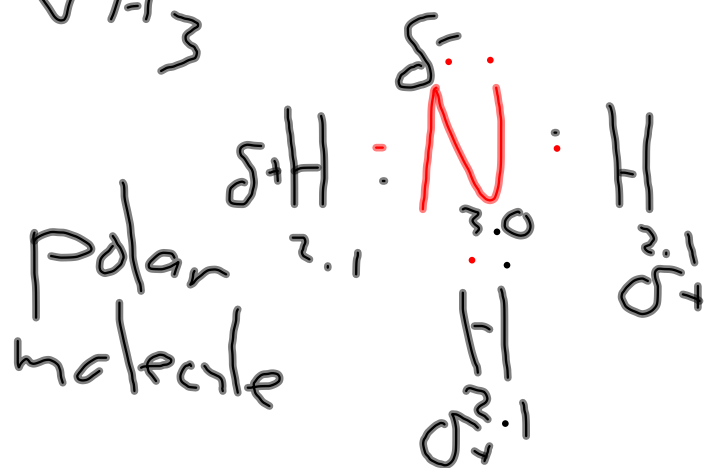 NH3
δ-
δ+ H : N : H
3.0
2.1
2.1
δ+
polar
H
molecule
2.1
δ+